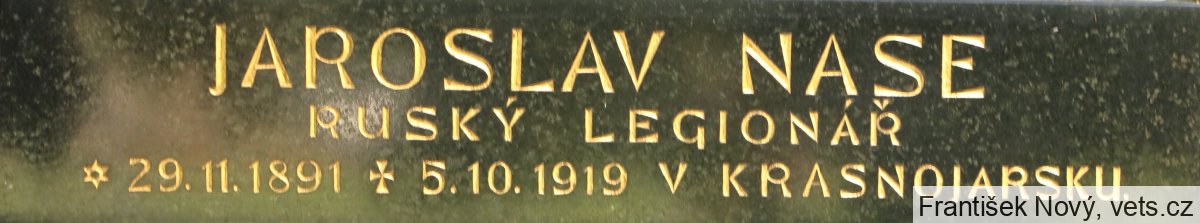 JAROSLAV NASE
RUSKÝ LEGIONÁŘ
✡ 29.11.1891 ✠ 5.10.1919 V KRASNOJARSKU.
František Nový, vets.cz